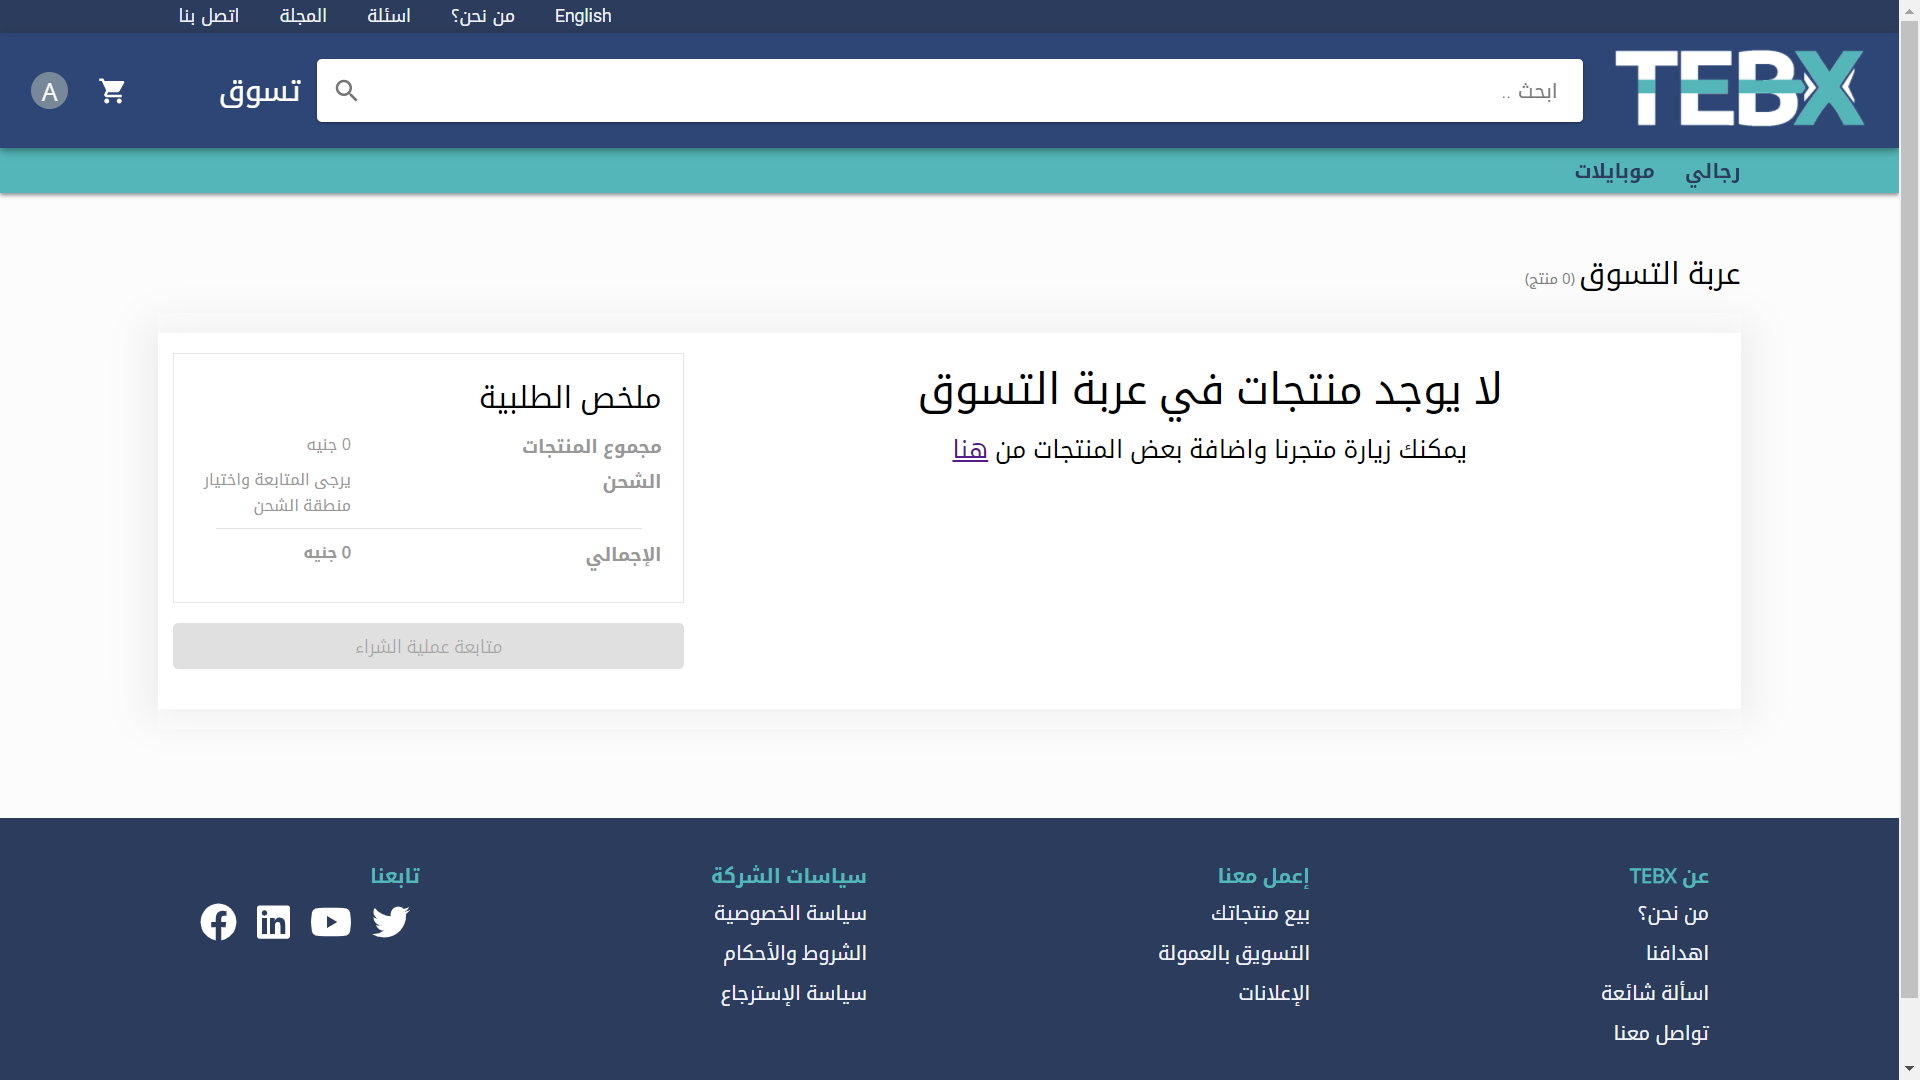 English
من نحن؟
اسئلة
المجلة
اتصل بنا
TEBX
ابحث ..
تسوق
A
رجالي
موبايلات
عربة التسوق (0 منتج)
لا يوجد منتجات في عربة التسوق
يمكنك زيارة متجرنا واضافة بعض المنتجات من هنا
ملخص الطلبية
مجموع المنتجات 0 جنيه
الشحن يرجى المتابعة واختيار
منطقة الشحن
الإجمالي 0 جنيه
متابعة عملية الشراء
عن TEBX
من نحن؟
اهدافنا
اسألة شائعة
تواصل معنا
إعمل معنا
بيع منتجاتك
التسويق بالعمولة
الإعلانات
سياسات الشركة
سياسة الخصوصية
الشروط والأحكام
سياسة الإسترجاع
تابعنا